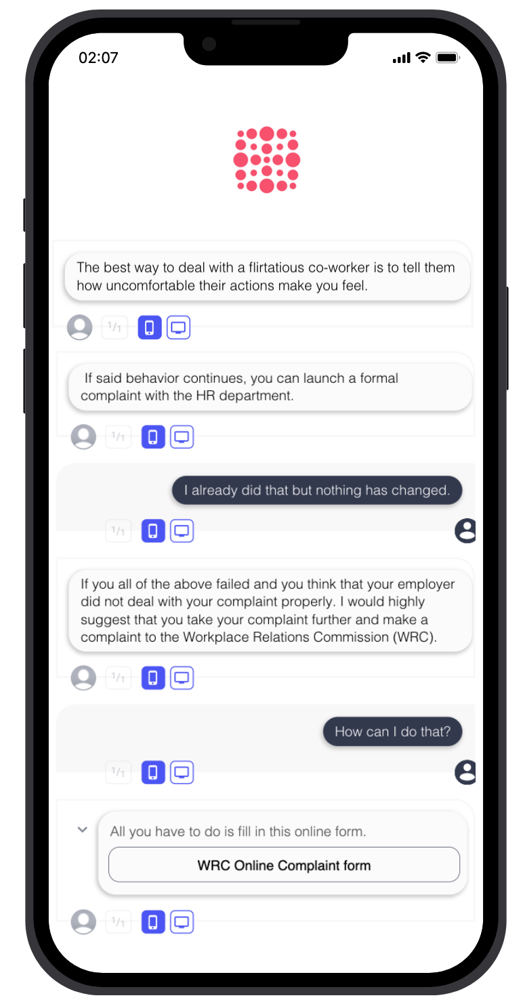 02:07
The best way to deal with a flirtatious co-worker is to tell them
how uncomfortable their actions make you feel.
1/1
If said behavior continues, you can launch a formal
complaint with the HR department.
1/1
I already did that but nothing has changed.
1/1
If you all of the above failed and you think that your employer
did not deal with your complaint properly. I would highly
suggest that you take your complaint further and make a
complaint to the Workplace Relations Commission (WRC).
1/1
How can I do that?
1/1
All you have to do is fill in this online form.
WRC Online Complaint form
1/1